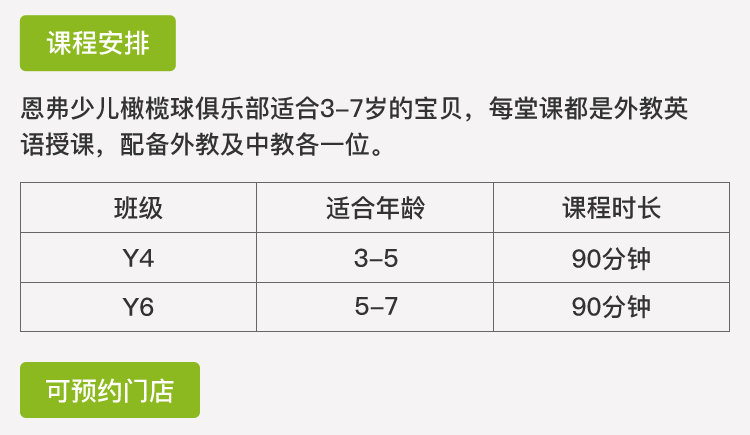 课程安排
恩弗少儿橄榄球俱乐部适合3–7岁的宝贝，每堂课都是外教英
语授课，配备外教及中教各一位。
班级 适合年龄 课程时长
Y4 3–5 90分钟
Y6 5–7 90分钟
可预约门店